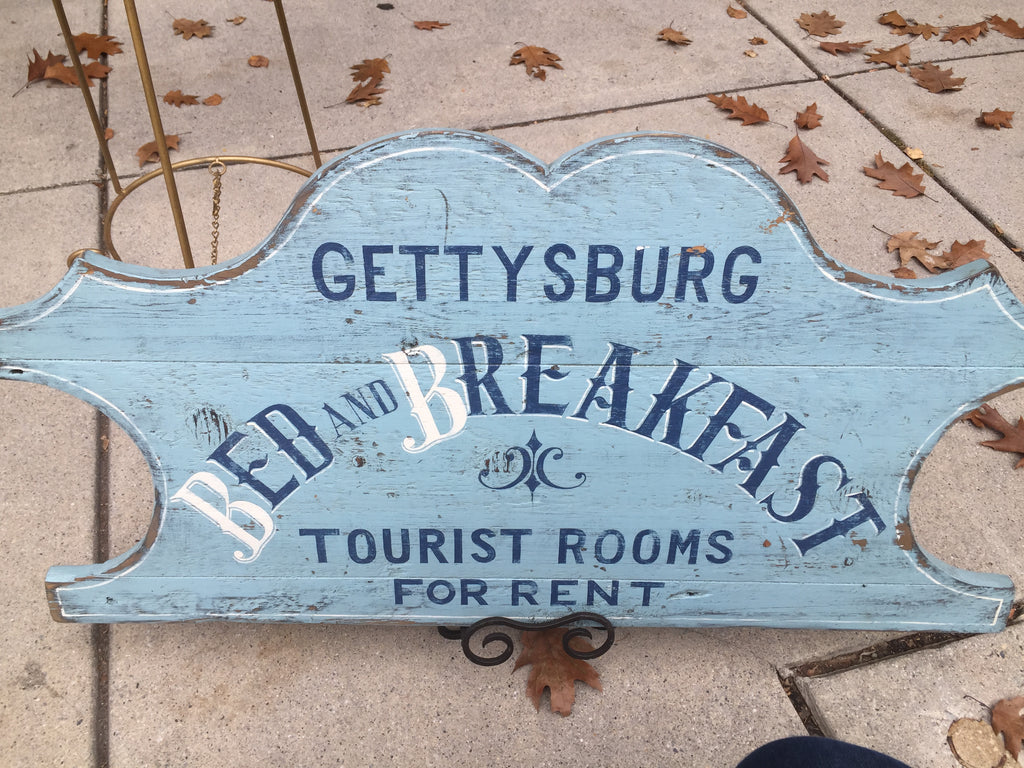 GETTYSBURG
BED AND BREAKFAST
TOURIST ROOMS
FOR RENT